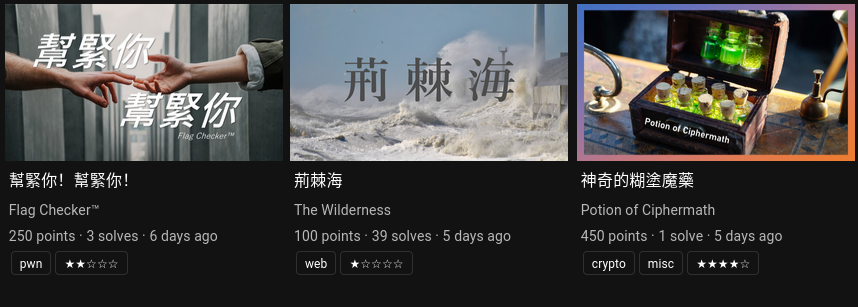 幫緊你
幫緊你
Flag Checker™
幫緊你! 幫緊你!
Flag Checker™
250 points · 3 solves · 6 days ago
pwn
★★☆☆☆
荊棘海
荊棘海
The Wilderness
100 points · 39 solves · 5 days ago
web
★☆☆☆☆
Potion of Ciphermath
神奇的糊塗魔藥
Potion of Ciphermath
450 points · 1 solve · 5 days ago
crypto
misc
★★★★☆